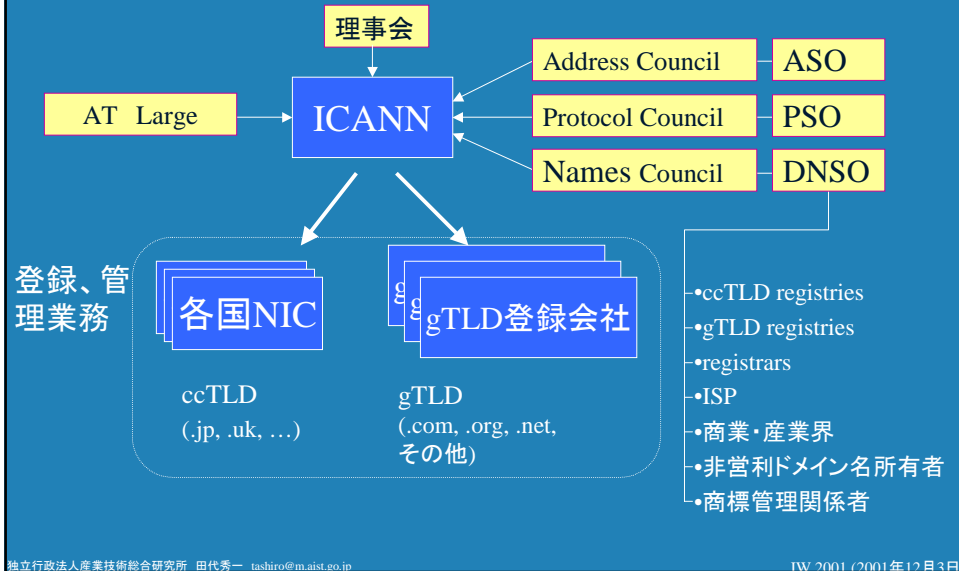 理事会
Address Council
ASO
AT Large
ICANN
Protocol Council
PSO
Names Council
DNSO
登録、管
理業務
各国NIC
g
g
gTLD登録会社
ccTLD
(.jp, .uk, …)
gTLD
(.com, .org, .net,
その他)
•ccTLD registries
•gTLD registries
•registrars
•ISP
•商業・産業界
•非営利ドメイン名所有者
•商標管理関係者
独立行政法人産業技術総合研究所 田代秀一 tashiro@m.aist.go.jp
IW 2001 (2001年12月3日